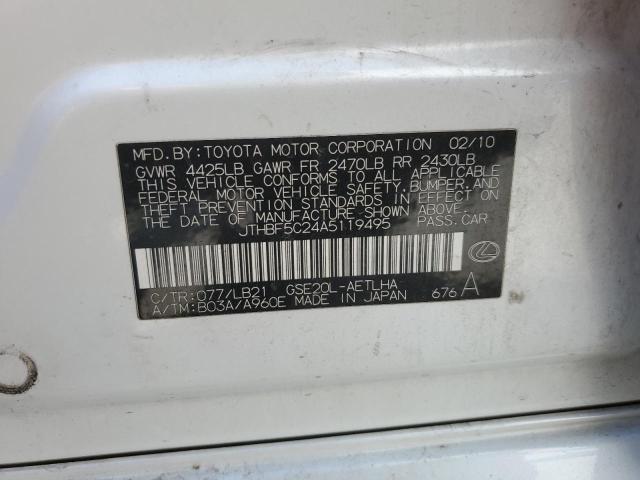 MFD. BY: TOYOTA MOTOR CORPORATION 02/10
GVWR 4425LB GAWR FR 2470LB RR 2430LB
THIS VEHICLE CONFORMS TO ALL APPLICABLE
FEDERAL MOTOR VEHICLE SAFETY, BUMPER, AND
THEFT PREVENTION STANDARDS IN EFFECT ON
THE DATE OF MANUFACTURE SHOWN ABOVE.
JTHBF5C24A5119495 PASS. CAR
C/TR: 077/LB21 GSE20L-AETLHA
A/TM: B03A/A960E MADE IN JAPAN 676 A